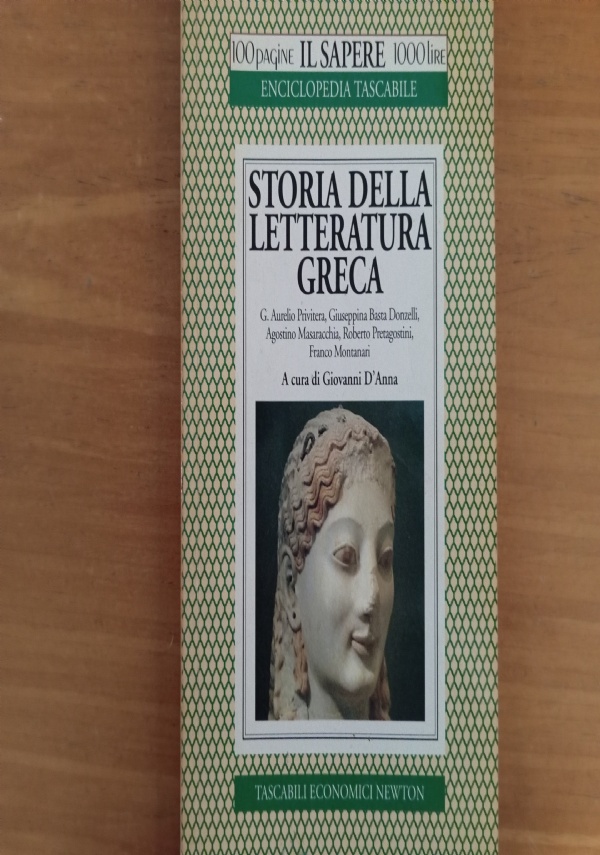 100 PAGINE IL SAPERE 1000 LIRE
ENCICLOPEDIA TASCABILE
STORIA DELLA
LETTERATURA
GRECA
G. Aurelio Privitera, Giuseppina Basta Donzelli,
Agostino Masaracchia, Roberto Pretagostini,
Franco Montanari
A cura di Giovanni D'Anna
TASCABILI ECONOMICI NEWTON